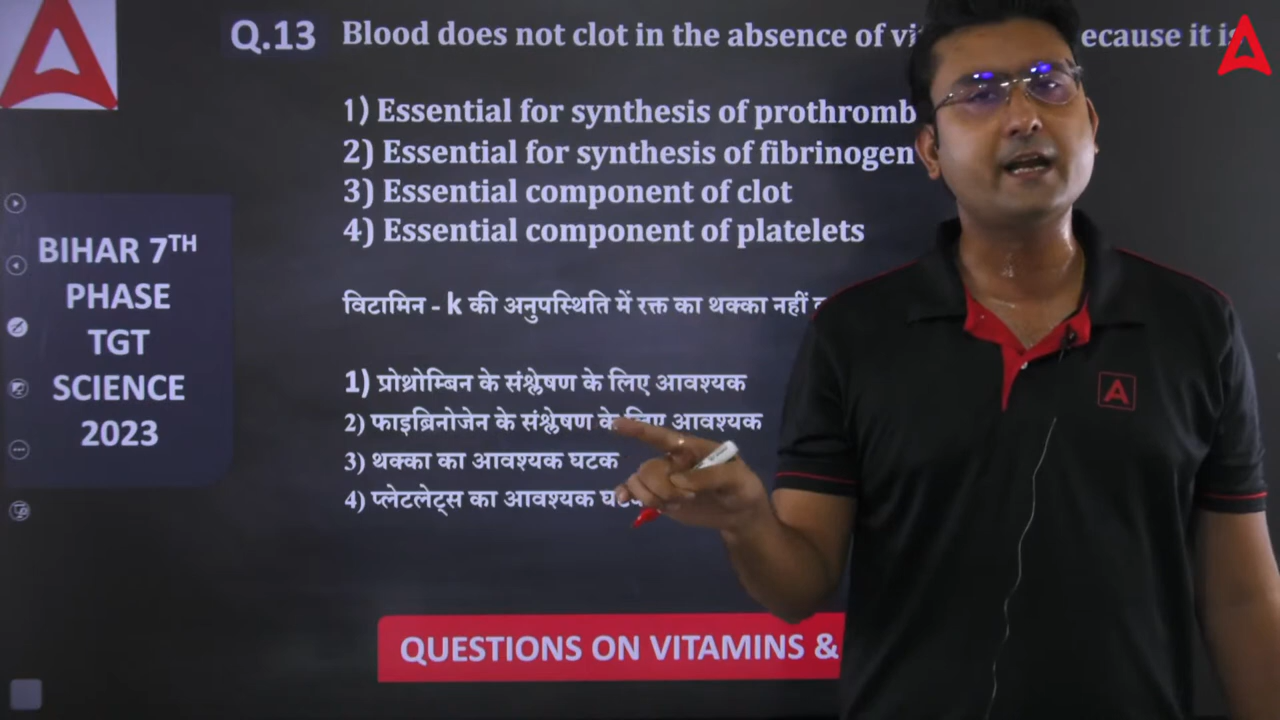 Q.13 Blood does not clot in the absence of ecause it is
1) Essential for synthesis of
2) Essential for synthesis of fibrinogen
3) Essential component of clot
4) Essential component of platelets
BIHAR 7TH
PHASE
TGT
SCIENCE
2023
विटामिन - k की अनुपस्थिति में रक्त का थक्का नहीं
1) प्रोथ्रोम्बिन के संश्लेषण के लिए आवश्यक
2) फाइब्रिनोजेन के संश्लेषण के लिए आवश्यक
3) थक्का का आवश्यक घटक
4) प्लेटलेट्स का आवश्यक
QUESTIONS ON VITAMINS &
A